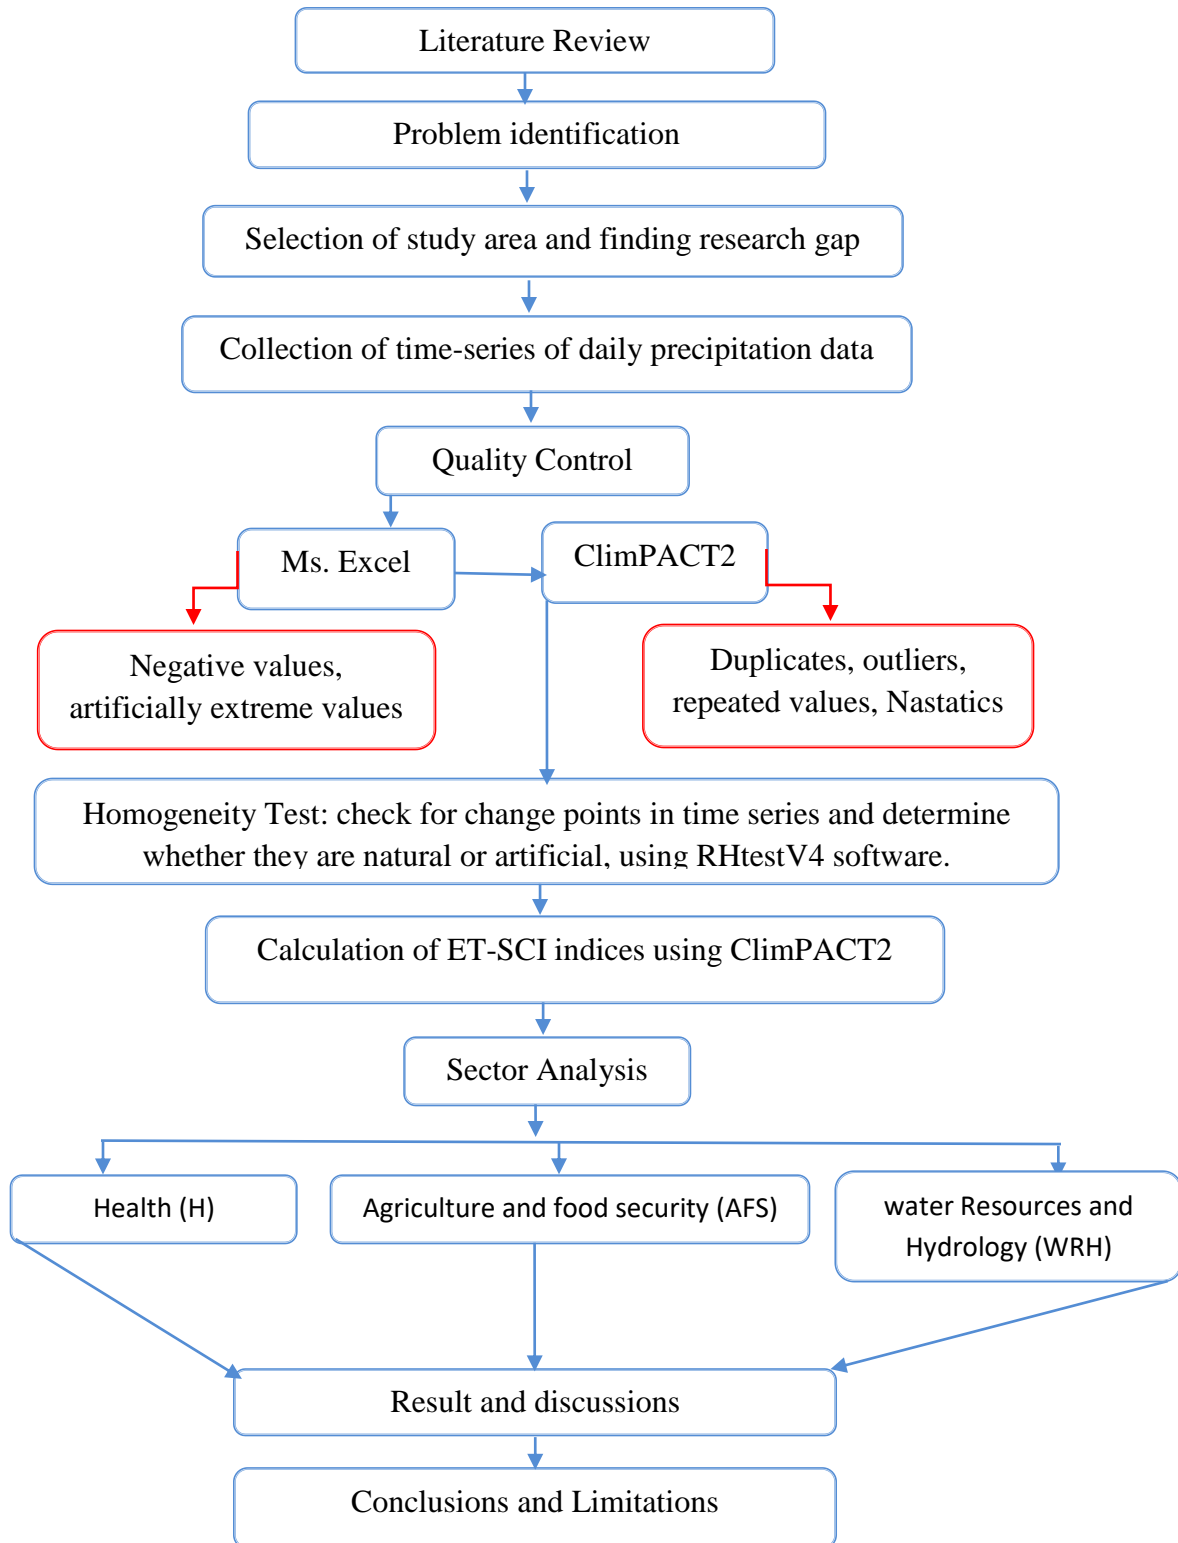 Literature Review
Problem identification
Selection of study area and finding research gap
Collection of time-series of daily precipitation data
Quality Control
Ms. Excel
ClimPACT2
Negative values,
artificially extreme values
Duplicates, outliers,
repeated values, Nastatics
Homogeneity Test: check for change points in time series and determine
whether they are natural or artificial, using RHtestV4 software.
Calculation of ET-SCI indices using ClimPACT2
Sector Analysis
Health (H)
Agriculture and food security (AFS)
water Resources and
Hydrology (WRH)
Result and discussions
Conclusions and Limitations